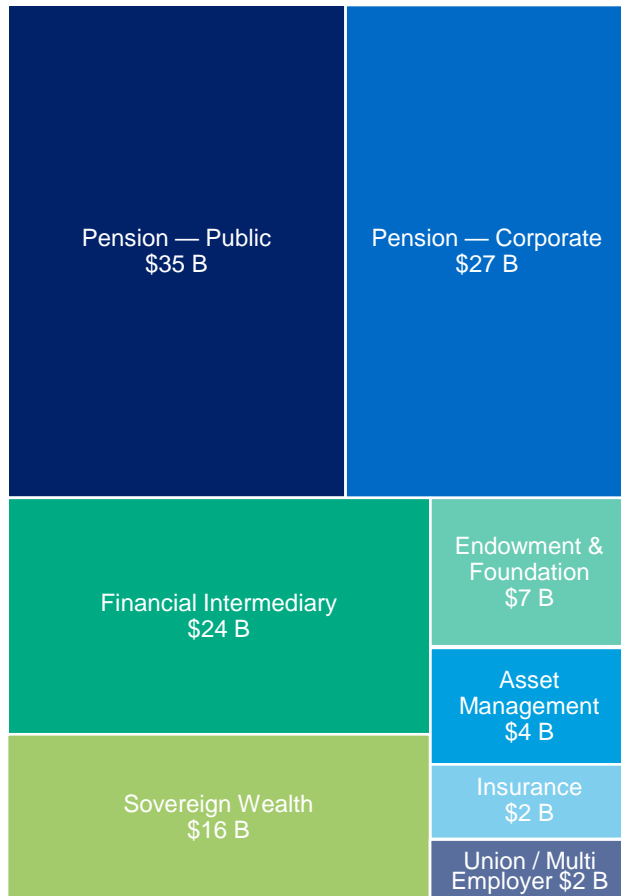 Pension — Public
$35 B
Pension — Corporate
$27 B
Financial Intermediary
$24 B
Endowment &
Foundation
$7 B
Asset
Management
$4 B
Sovereign Wealth
$16 B
Insurance
$2 B
Union / Multi
Employer $2 B